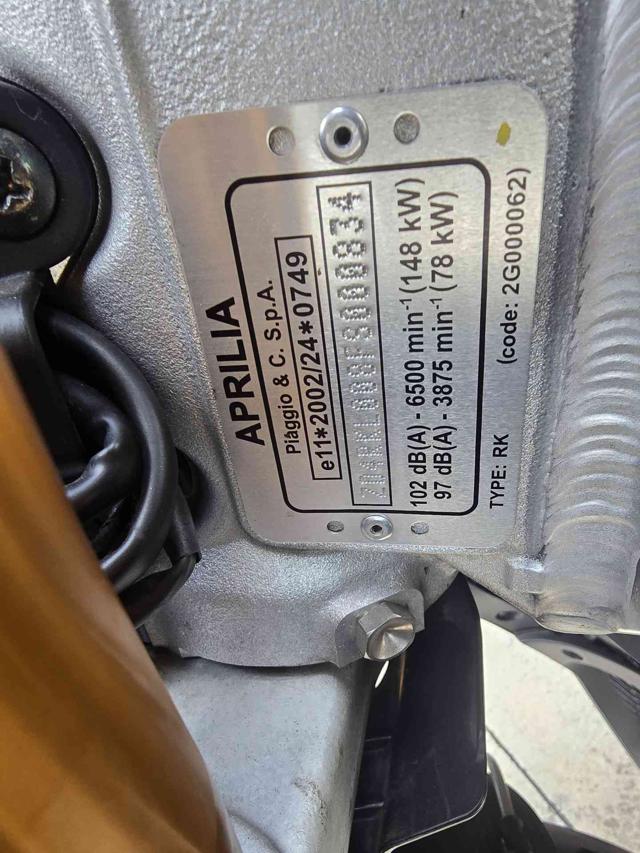 APRILIA
Piaggio & C. S.p.A.
e11*2002/24*0749
102 dB(A) - 6500 min-1 (148 kW)
97 dB(A) - 3875 min-1 (78 kW)
TYPE: RK (code: 2G000062)